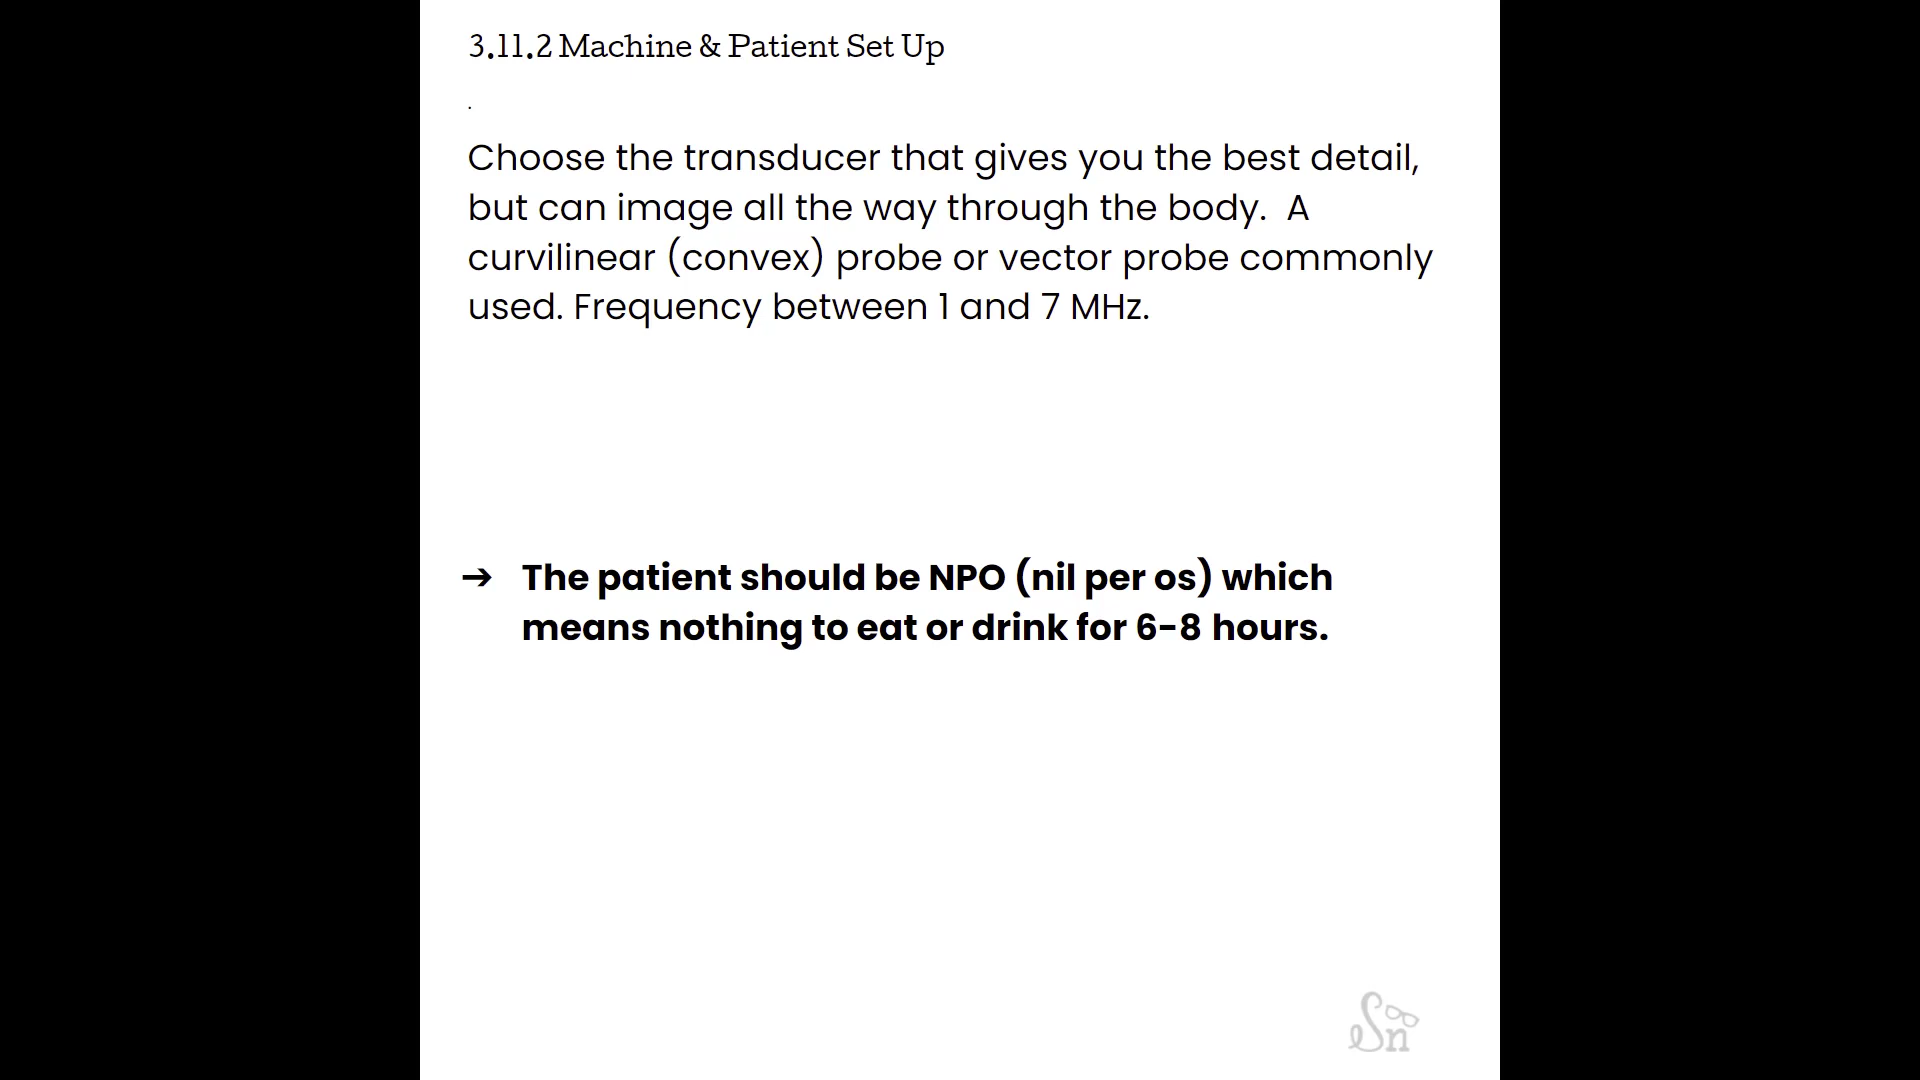 3.11.2 Machine & Patient Set Up
.
Choose the transducer that gives you the best detail,
but can image all the way through the body. A
curvilinear (convex) probe or vector probe commonly
used. Frequency between 1 and 7 MHz.
➔ The patient should be NPO (nil per os) which
means nothing to eat or drink for 6-8 hours.
Sn